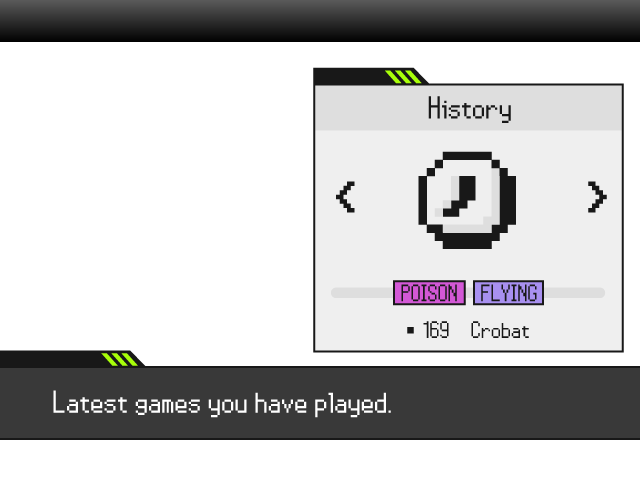 History
POISON FLYING
▪ 169 Crobat
Latest games you have played.